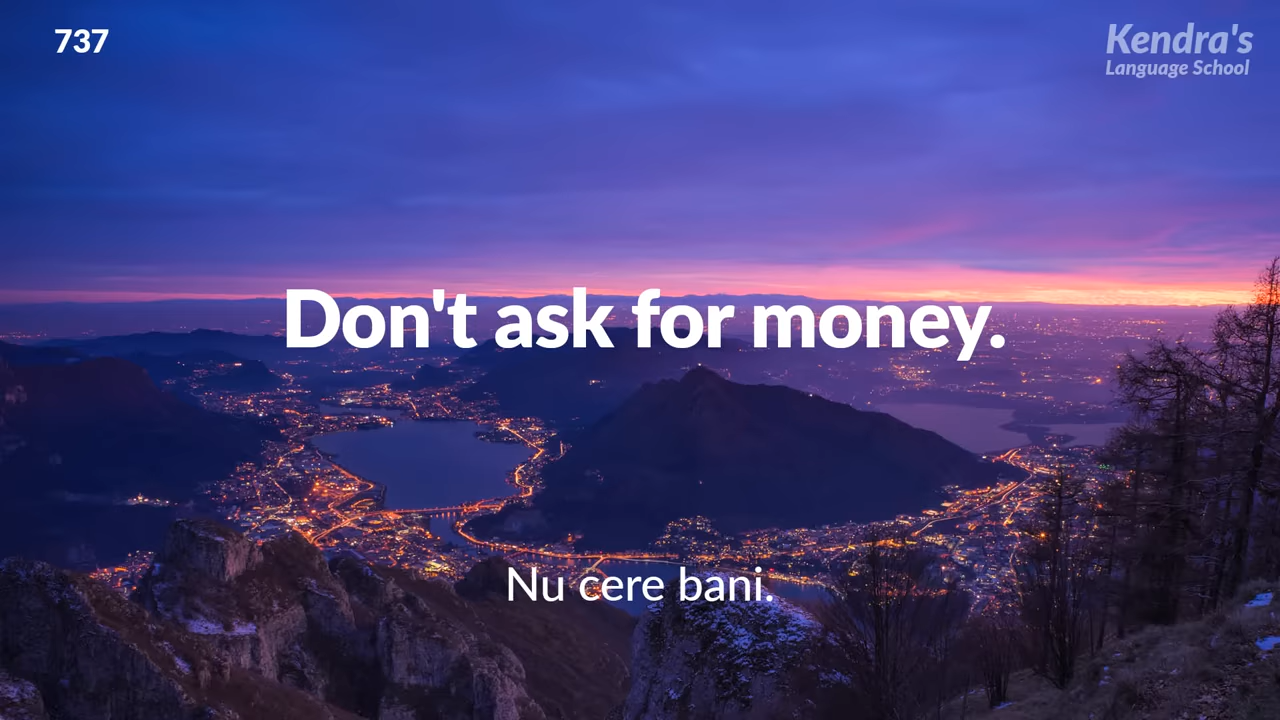 737
Kendra's
Language School
Don't ask for money.
Nu cere bani.